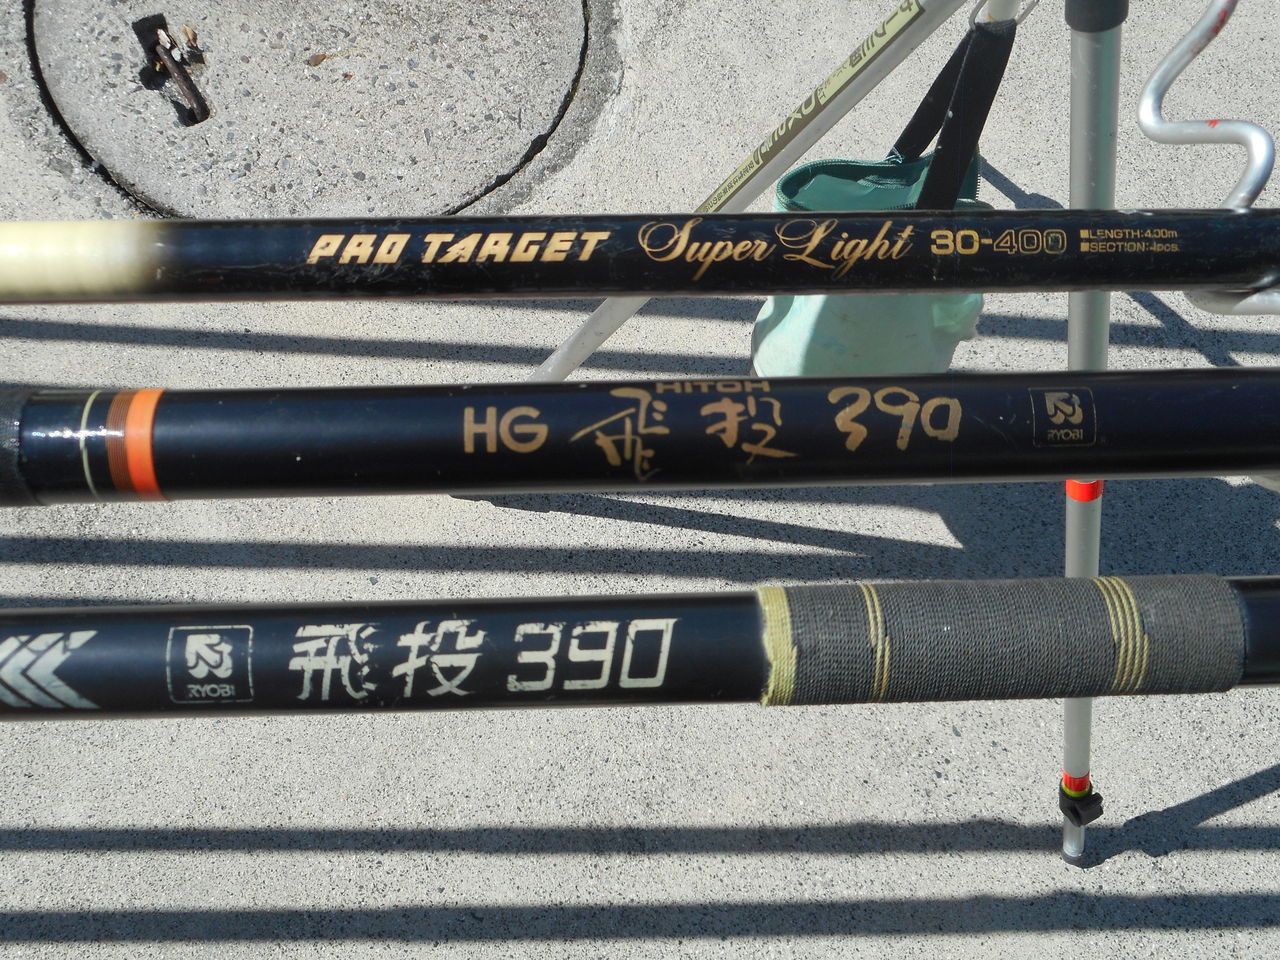 PRO TARGET Super Light 30-400 ■LENGTH:4.00m
■SECTION:4pcs.
HITOH
HG 飛投 390 RYOBI
RYOBI 飛投 390